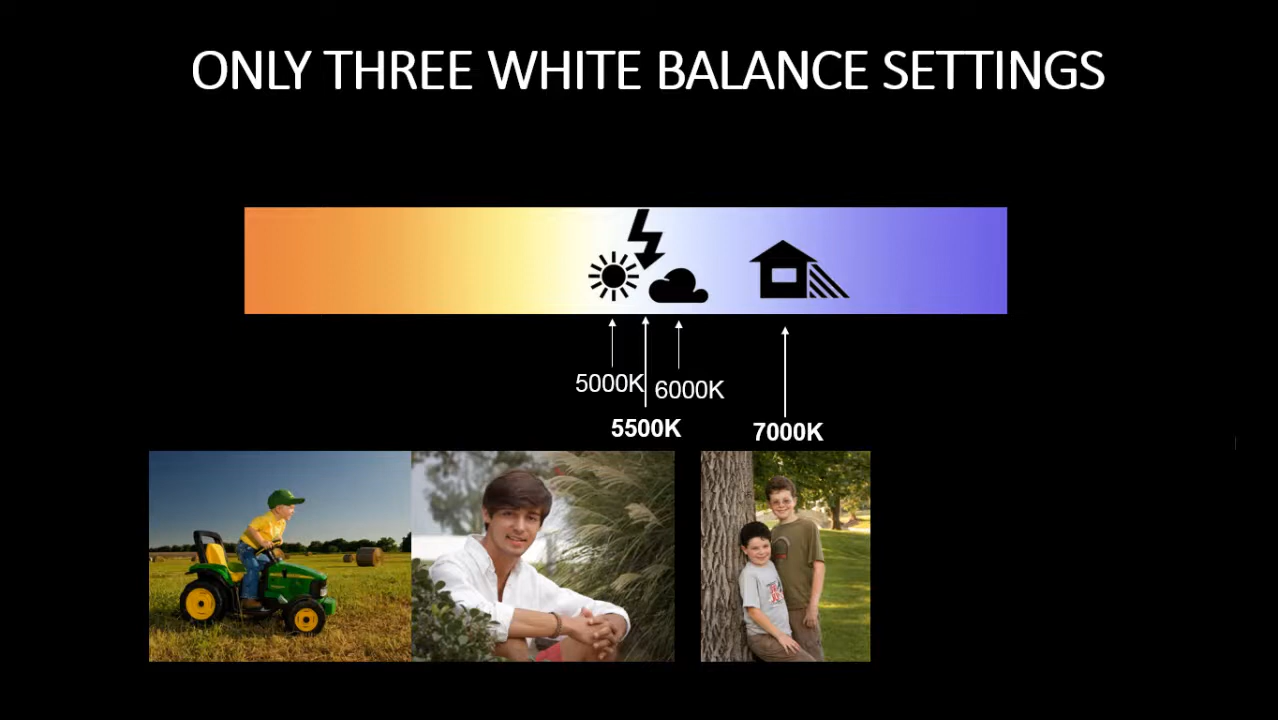 ONLY THREE WHITE BALANCE SETTINGS
5000K
6000K
5500K
7000K